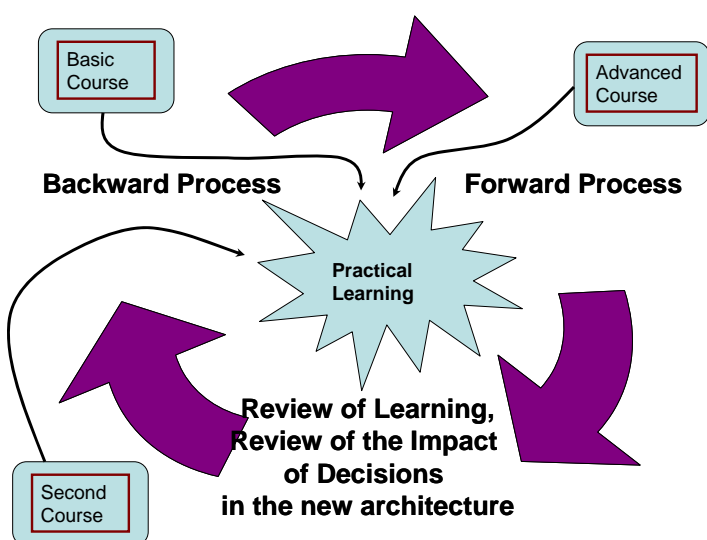 Basic
Course
Advanced
Course
Backward Process
Forward Process
Practical
Learning
Review of Learning,
Review of the Impact
of Decisions
in the new architecture
Second
Course